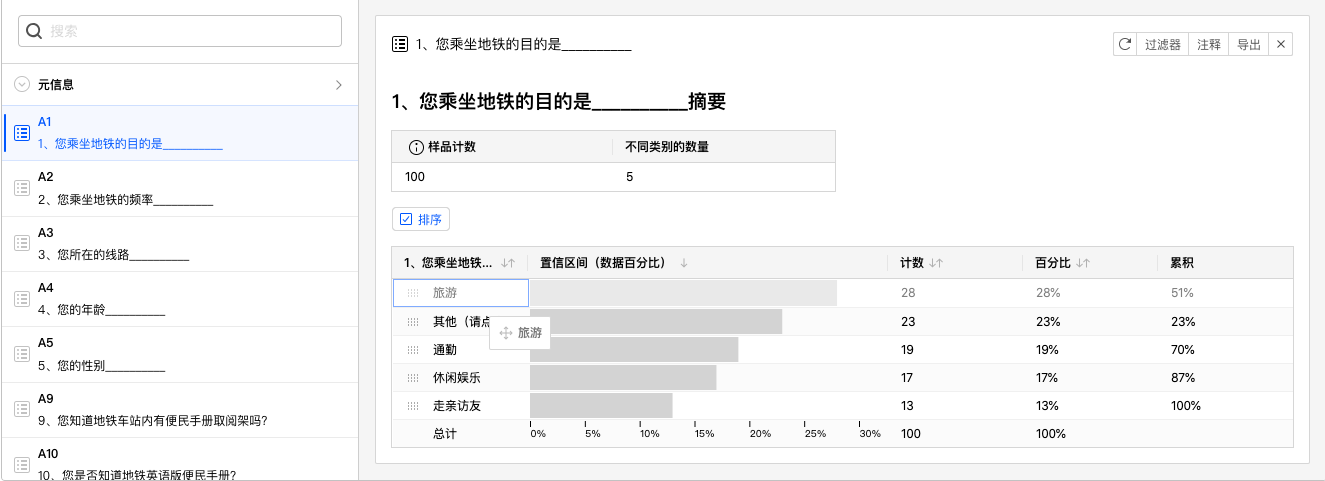 搜索
元信息
A1
1、您乘坐地铁的目的是__________
A2
2、您乘坐地铁的频率__________
A3
3、您所在的线路__________
A4
4、您的年龄__________
A5
5、您的性别__________
A9
9、您知道地铁车站内有便民手册取阅架吗?
A10
10、您是否知道地铁英语版便民手册?
1、您乘坐地铁的目的是__________
过滤器 注释 导出
1、您乘坐地铁的目的是__________摘要
样品计数 不同类别的数量
100 5
排序
1、您乘坐地铁... 置信区间（数据百分比） 计数 百分比 累积
旅游 28 28% 51%
其他（请点 23 23% 23%
旅游
通勤 19 19% 70%
休闲娱乐 17 17% 87%
走亲访友 13 13% 100%
总计 0% 5% 10% 15% 20% 25% 30% 100 100%